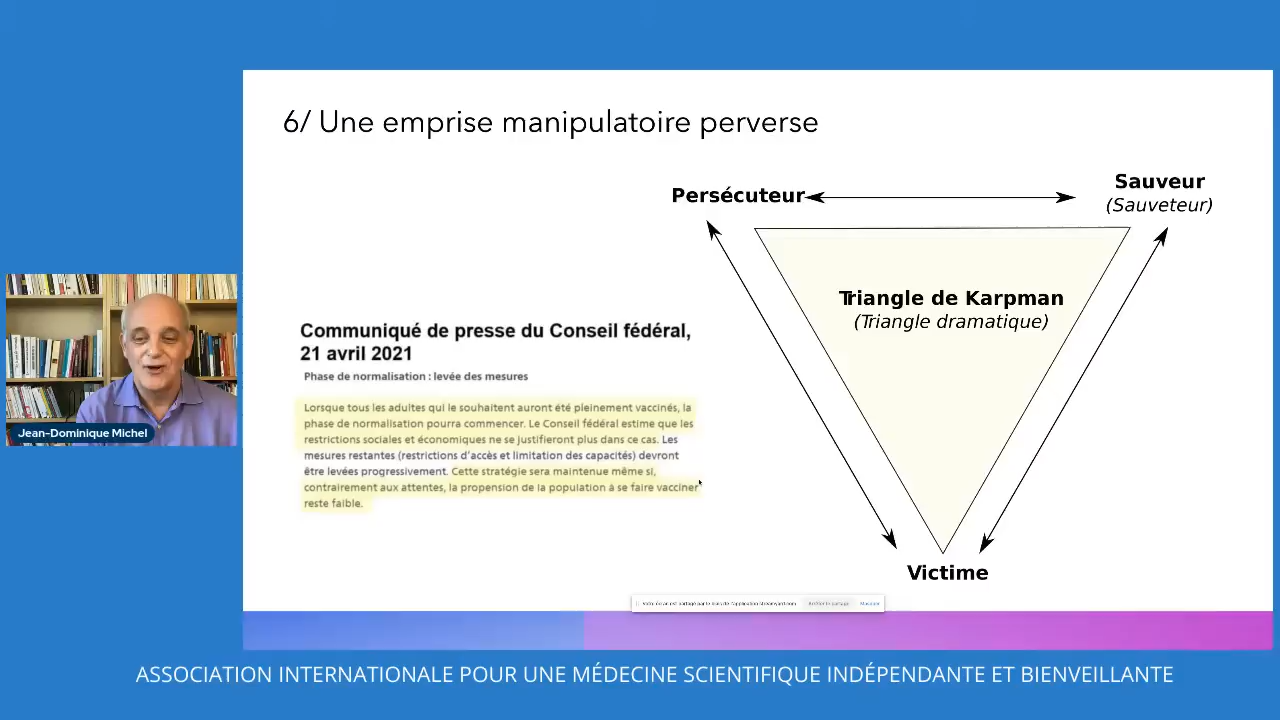 6/ Une emprise manipulatoire perverse
Persécuteur
Sauveur
(Sauveteur)
Triangle de Karpman
(Triangle dramatique)
Victime
Communiqué de presse du Conseil fédéral,
21 avril 2021
Phase de normalisation : levée des mesures
Lorsque tous les adultes qui le souhaitent auront été pleinement vaccinés, la
phase de normalisation pourra commencer. Le Conseil fédéral estime que les
restrictions sociales et économiques ne se justifieront plus dans ce cas. Les
mesures restantes (restrictions d'accès et limitation des capacités) devront
être levées progressivement. Cette stratégie sera maintenue même si,
contrairement aux attentes, la propension de la population à se faire vacciner
reste faible.
Jean-Dominique Michel
ASSOCIATION INTERNATIONALE POUR UNE MÉDECINE SCIENTIFIQUE INDÉPENDANTE ET BIENVEILLANTE